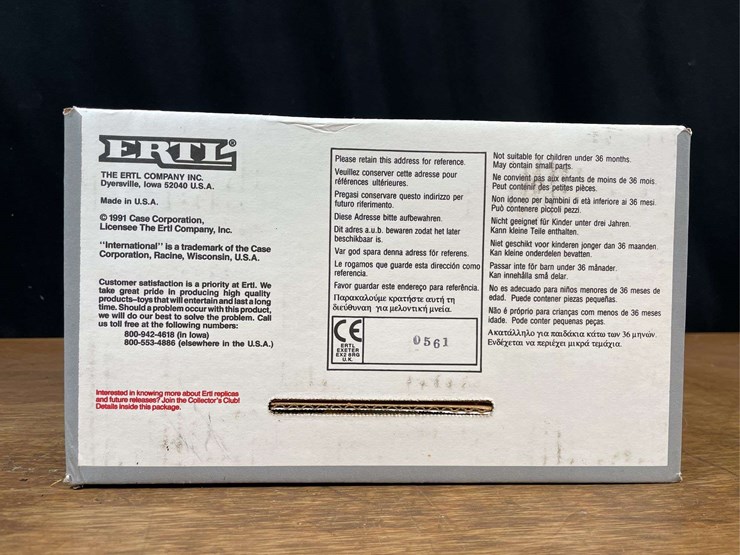 ERTL®
THE ERTL COMPANY INC.
Dyersville, Iowa 52040 U.S.A.
Made in U.S.A.
© 1991 Case Corporation,
Licensee The Ertl Company, Inc.
"International" is a trademark of the Case
Corporation, Racine, Wisconsin, U.S.A.
Customer satisfaction is a priority at Ertl. We
take great pride in producing high quality
products–toys that will entertain and last a long
time. Should a problem occur with this product,
we will do our best to solve the problem. Call
us toll free at the following numbers:
800-942-4618 (in Iowa)
800-553-4886 (elsewhere in the U.S.A.)
Interested in knowing more about Ertl replicas
and future releases? Join the Collector's Club!
Details inside this package.
Please retain this address for reference.
Veuillez conserver cette adresse pour
références ultérieures.
Pregasi conservare questo indirizzo per
futuro riferimento.
Diese Adresse bitte aufbewahren.
Dit adres a.u.b. bewaren zodat het later
beschikbaar is.
Var god spara denna adress för referens.
Le rogamos que guarde esta dirección como
referencia.
Favor guardar este endereço para referência.
Παρακαλούμε κρατήστε αυτή τη
διεύθυναη για μελοντική μνεία.
CE
ERTL
EXETER
EX2 8RG
U.K.
0561
Not suitable for children under 36 months.
May contain small parts.
Ne convient pas aux enfants de moins de 36 mois.
Peut contenir des petites pièces.
Non idoneo per bambini di età inferiore ai 36 mesi.
Può contenere piccoli pezzi.
Nicht geeignet für Kinder unter drei Jahren.
Kann kleine Teile enthalten.
Niet geschikt voor kinderen jonger dan 36 maanden.
Kan kleine onderdelen bevatten.
Passar inte för barn under 36 månader.
Kan innehålla små delar.
No es adecuado para niños menores de 36 meses de
edad. Puede contener piezas pequeñas.
Não é próprio para crianças com menos de 36 meses
idade. Pode conter pequenas peças.
Ακατάλληλο για παιδάκια κάτω των 36 μηνών.
Ενδέχεται να περιέχει μικρά τεμάχια.